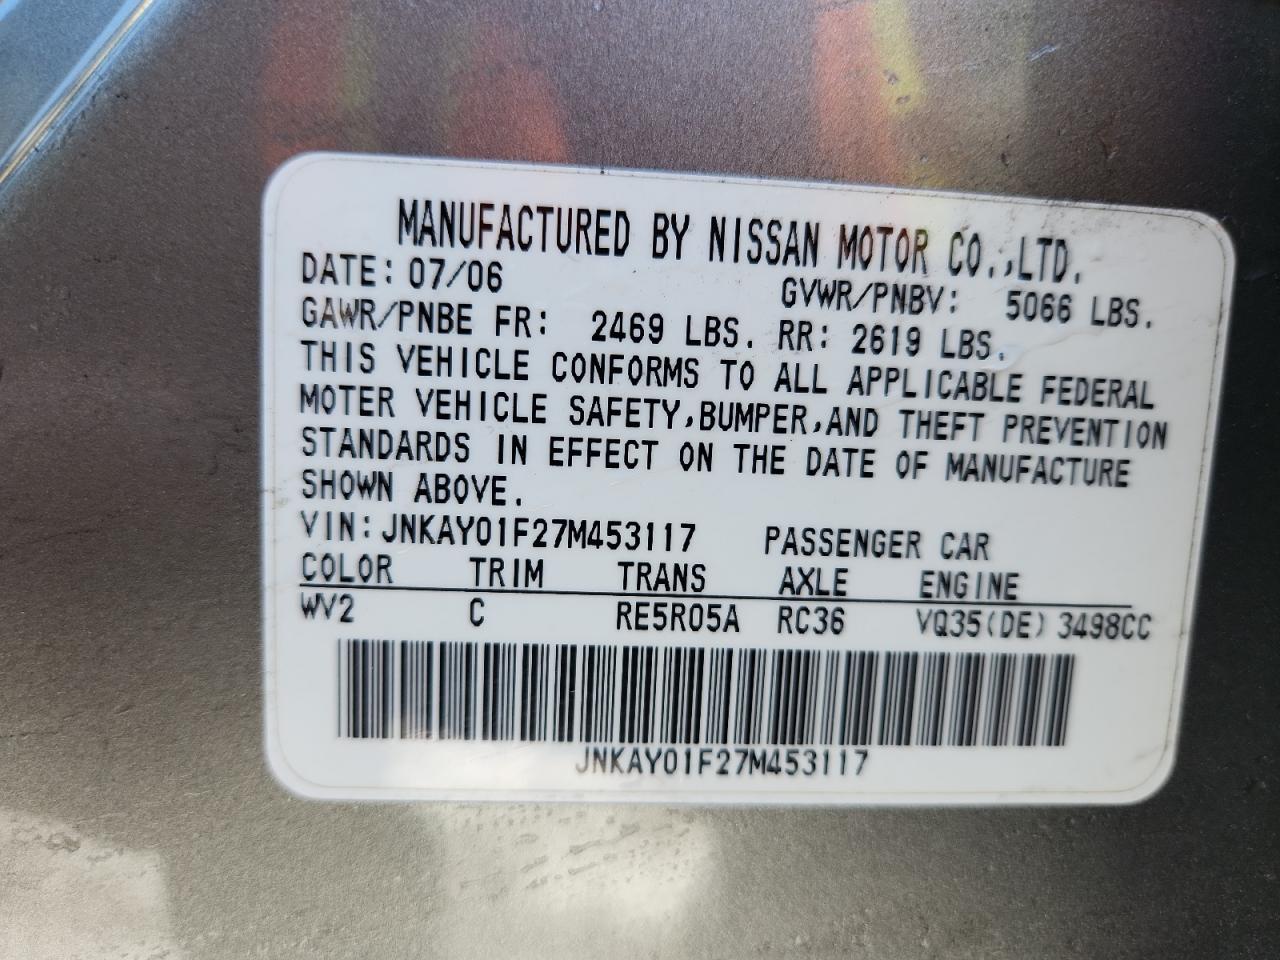 MANUFACTURED BY NISSAN MOTOR CO.,LTD.
DATE: 07/06 GVWR/PNBV: 5066 LBS.
GAWR/PNBE FR: 2469 LBS. RR: 2619 LBS.
THIS VEHICLE CONFORMS TO ALL APPLICABLE FEDERAL
MOTER VEHICLE SAFETY,BUMPER,AND THEFT PREVENTION
STANDARDS IN EFFECT ON THE DATE OF MANUFACTURE
SHOWN ABOVE.
VIN: JNKAY01F27M453117 PASSENGER CAR
COLOR TRIM TRANS AXLE ENGINE
WV2 C RE5R05A RC36 VQ35(DE) 3498CC
JNKAY01F27M453117